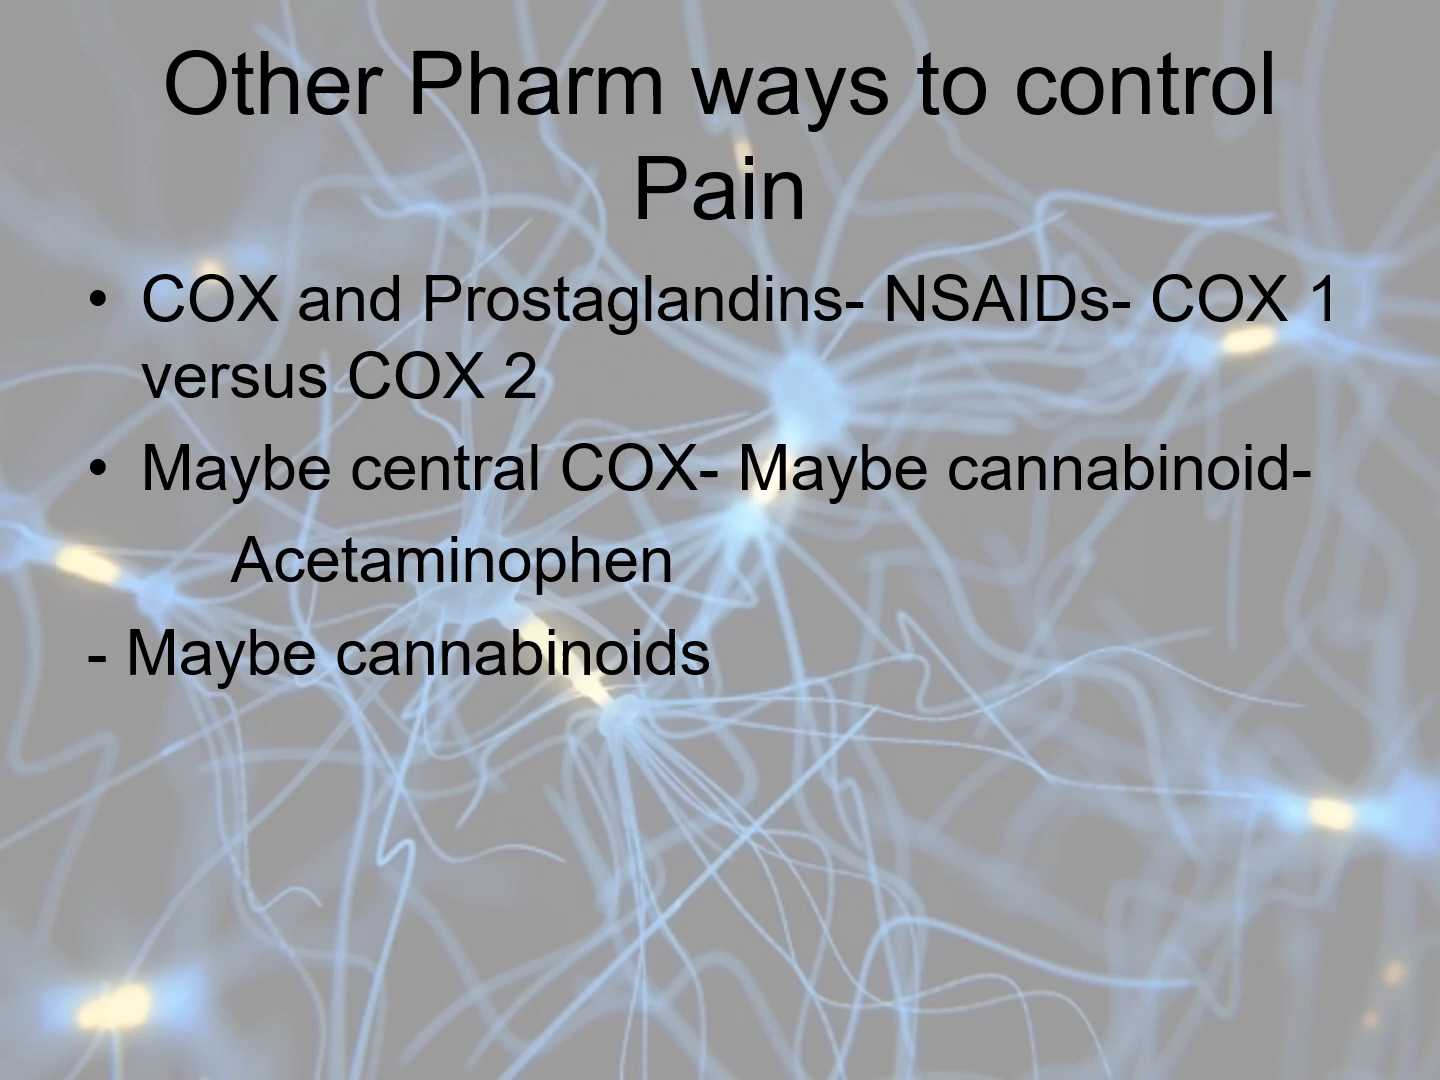 Other Pharm ways to control
Pain
• COX and Prostaglandins- NSAIDs- COX 1
versus COX 2
• Maybe central COX- Maybe cannabinoid-
Acetaminophen
- Maybe cannabinoids